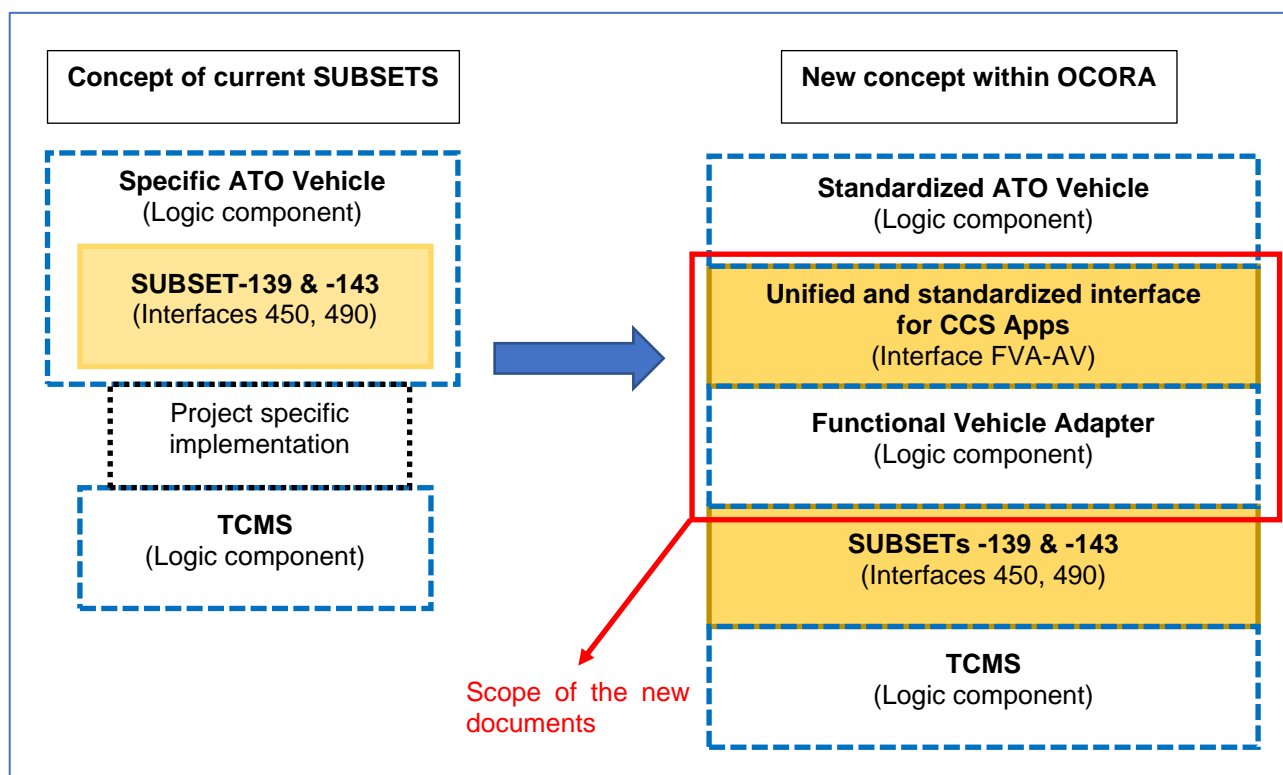 Concept of current SUBSETS
Specific ATO Vehicle
(Logic component)
SUBSET-139 & -143
(Interfaces 450, 490)
Project specific
implementation
TCMS
(Logic component)
New concept within OCORA
Standardized ATO Vehicle
(Logic component)
Unified and standardized interface
for CCS Apps
(Interface FVA-AV)
Functional Vehicle Adapter
(Logic component)
SUBSETs -139 & -143
(Interfaces 450, 490)
TCMS
(Logic component)
Scope of the new
documents